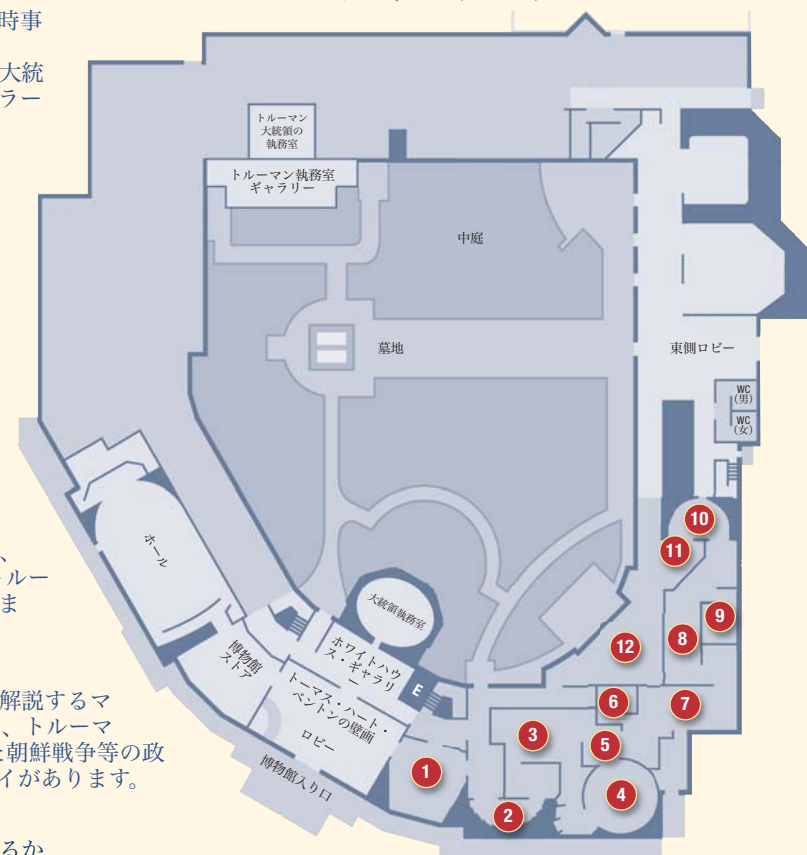 時事
大統
ラー
トルーマン
大統領の
執務室
トルーマン執務室
ギャラリー
中庭
墓地
東側ロビー
WC
(男)
WC
(女)
10
11
ホール
、
ルー
ま
大統領執務室
9
8
12
博物館
ストア
ホワイトハウ
ス・ギャラリ
ー
E
7
6
解説するマ
、トルーマ
朝鮮戦争等の政
イがあります。
トーマス・ハート・
ベントンの壁画
ロビー
3
5
博物館入り口
1
4
2
るか